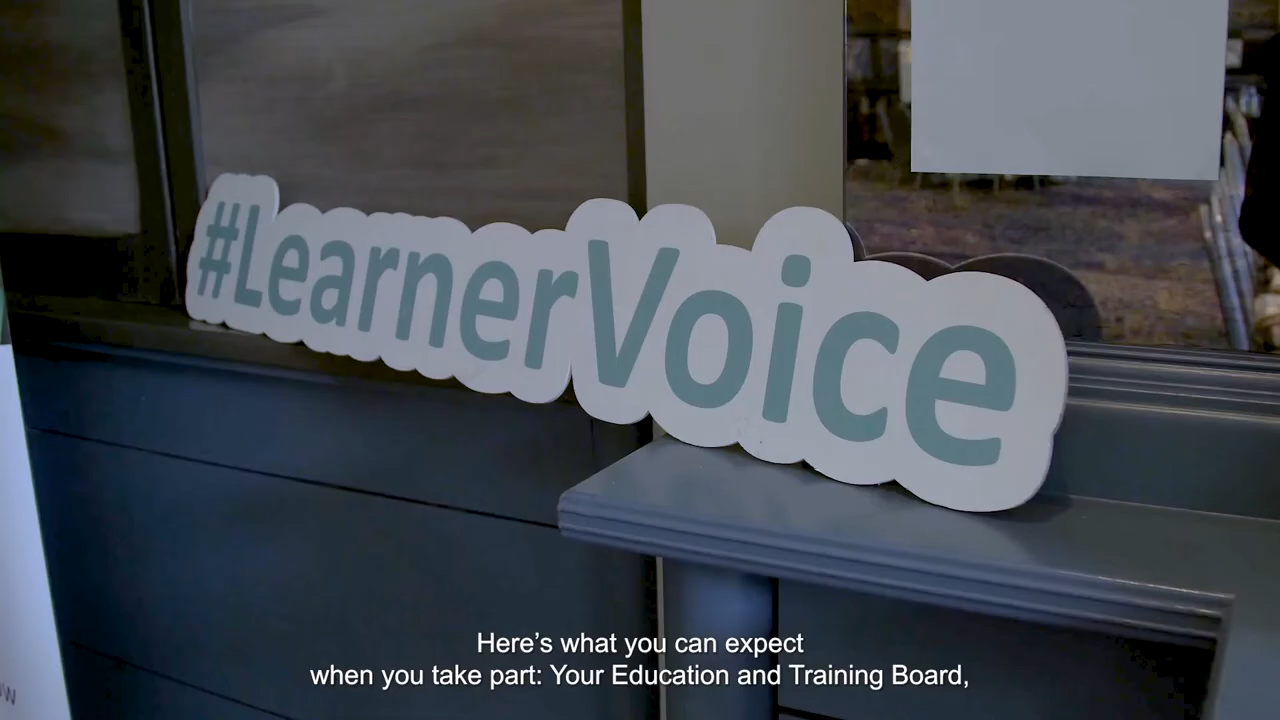 #LearnerVoice
Here’s what you can expect
when you take part: Your Education and Training Board,